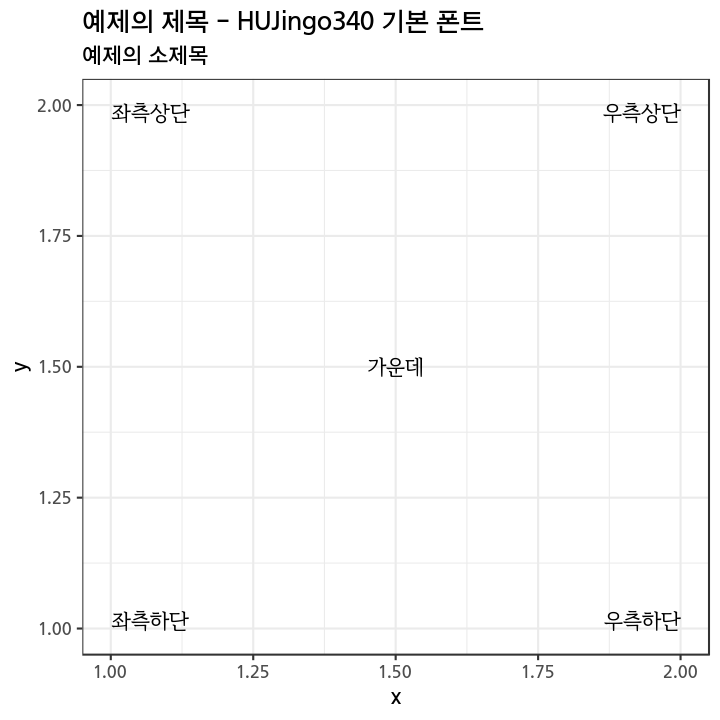 예제의 제목 - HUJingo340 기본 폰트
예제의 소제목
2.00
좌측상단 우측상단
1.75
y 1.50 가운데
1.25
1.00 좌측하단 우측하단
1.00 1.25 1.50 1.75 2.00
x